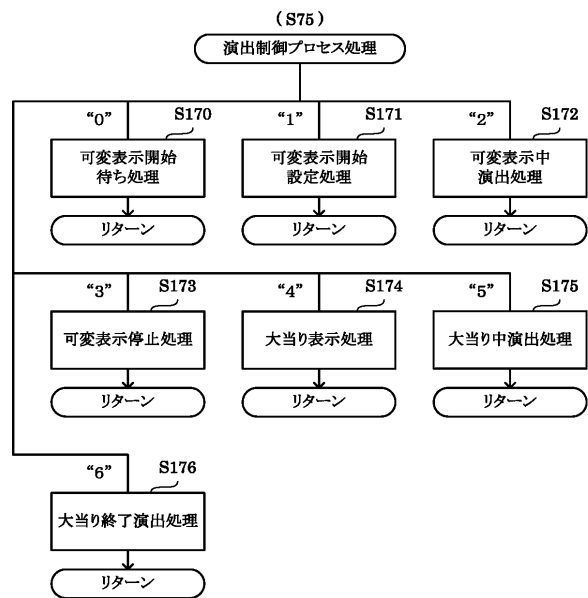 (S75)
演出制御プロセス処理
“0”
S170
“1”
S171
“2”
S172
可変表示開始
待ち処理
可変表示開始
設定処理
可変表示中
演出処理
リターン
リターン
リターン
“3”
S173
“4”
S174
“5”
S175
可変表示停止処理
大当り表示処理
大当り中演出処理
リターン
リターン
リターン
“6”
S176
大当り終了演出処理
リターン